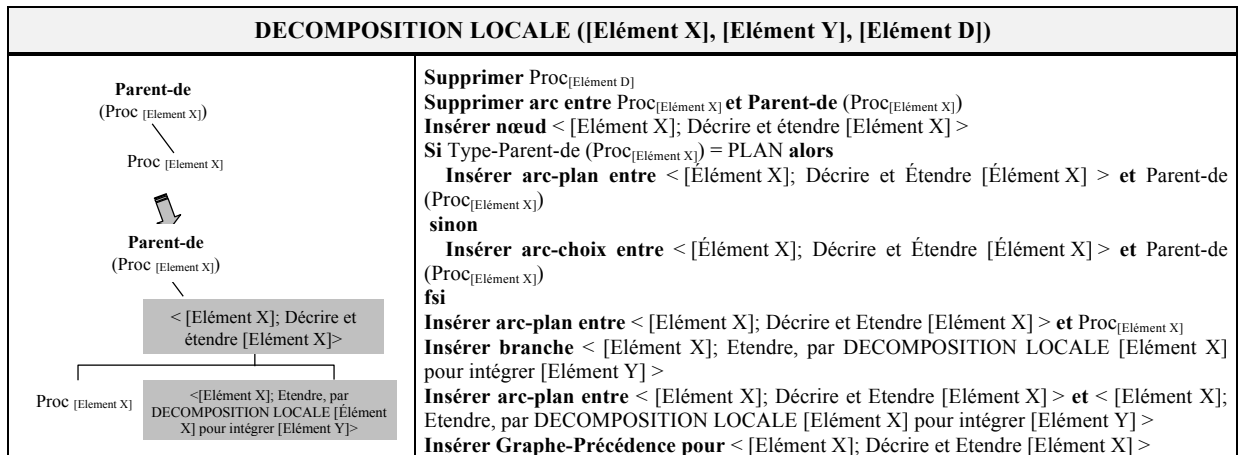 DECOMPOSITION LOCALE ([Elément X], [Elément Y], [Elément D])
Parent-de
(Proc [Element X])
Proc [Element X]
Parent-de
(Proc [Element X])
< [Elément X]; Décrire et
étendre [Elément X]>
Proc [Element X]
<[Elément X]; Etendre, par
DECOMPOSITION LOCALE [Élément
X] pour intégrer [Elément Y]>
Supprimer Proc[Elément D]
Supprimer arc entre Proc[Elément X] et Parent-de (Proc[Elément X])
Insérer nœud < [Elément X]; Décrire et étendre [Elément X] >
Si Type-Parent-de (Proc[Elément X]) = PLAN alors
Insérer arc-plan entre < [Élément X]; Décrire et Étendre [Élément X] > et Parent-de
(Proc[Elément X])
sinon
Insérer arc-choix entre < [Élément X]; Décrire et Étendre [Élément X] > et Parent-de
(Proc[Elément X])
fsi
Insérer arc-plan entre < [Elément X]; Décrire et Etendre [Elément X] > et Proc[Elément X]
Insérer branche < [Elément X]; Etendre, par DECOMPOSITION LOCALE [Elément X]
pour intégrer [Elément Y] >
Insérer arc-plan entre < [Elément X]; Décrire et Etendre [Elément X] > et < [Elément X];
Etendre, par DECOMPOSITION LOCALE [Elément X] pour intégrer [Elément Y] >
Insérer Graphe-Précédence pour < [Elément X]; Décrire et Etendre [Elément X] >